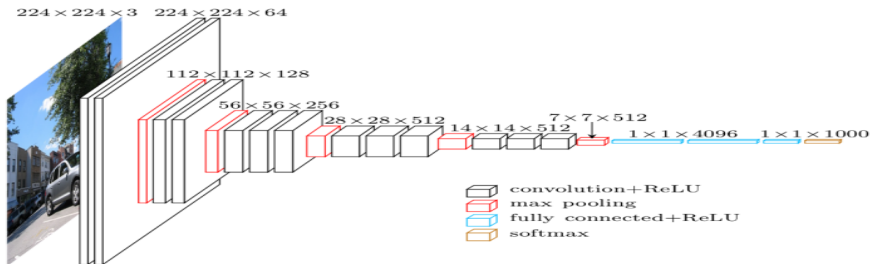 224×224×3
224×224×64
112×112×128
56×56×256
28×28×512
14×14×512
7×7×512
1×1×4096
1×1×1000
convolution+ReLU
max pooling
fully connected+ReLU
softmax